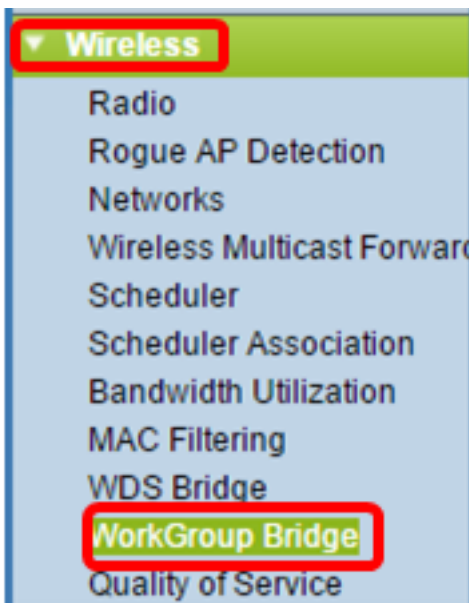 Wireless
Radio
Rogue AP Detection
Networks
Wireless Multicast Forward
Scheduler
Scheduler Association
Bandwidth Utilization
MAC Filtering
WDS Bridge
WorkGroup Bridge
Quality of Service